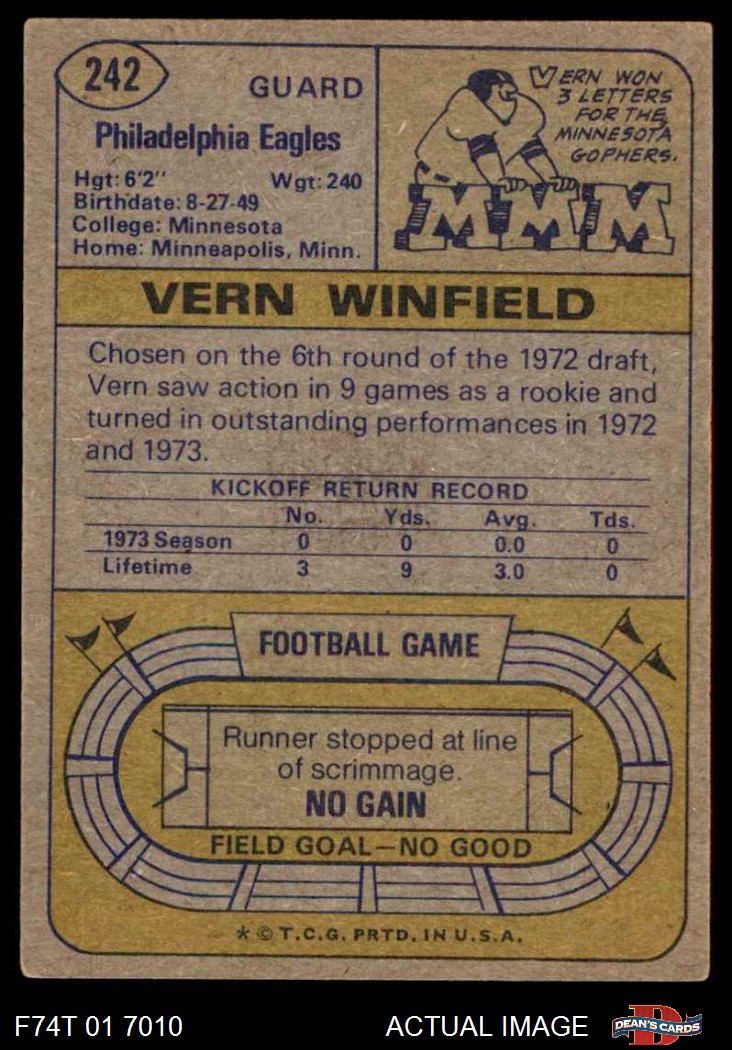 242
GUARD
Philadelphia Eagles
Hgt: 6'2" Wgt: 240
Birthdate: 8-27-49
College: Minnesota
Home: Minneapolis, Minn.
VERN WON
3 LETTERS
FOR THE
MINNESOTA
GOPHERS.
MMM
VERN WINFIELD
Chosen on the 6th round of the 1972 draft,
Vern saw action in 9 games as a rookie and
turned in outstanding performances in 1972
and 1973.
KICKOFF RETURN RECORD
No. Yds. Avg. Tds.
1973 Season 0 0 0.0 0
Lifetime 3 9 3.0 0
FOOTBALL GAME
Runner stopped at line
of scrimmage.
NO GAIN
FIELD GOAL—NO GOOD
* © T.C.G. PRTD. IN U.S.A.
F74T 01 7010 ACTUAL IMAGE
D
DEAN'S CARDS